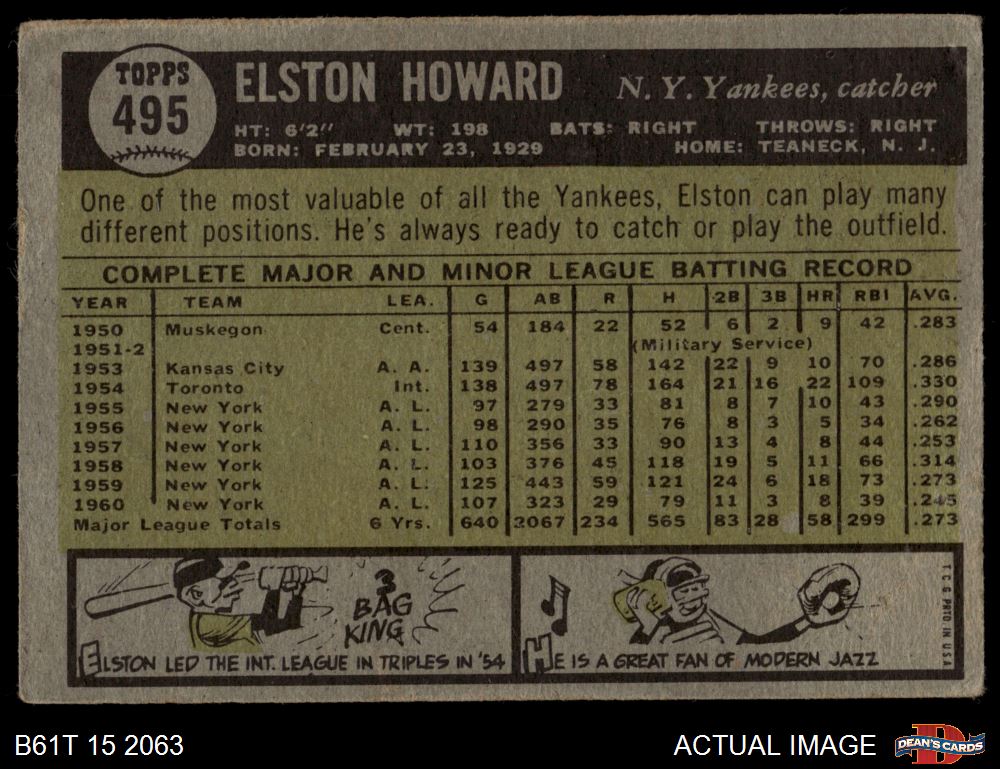 TOPPS
495
ELSTON HOWARD N. Y. Yankees, catcher
HT: 6'2" WT: 198 BATS: RIGHT THROWS: RIGHT
BORN: FEBRUARY 23, 1929 HOME: TEANECK, N. J.
One of the most valuable of all the Yankees, Elston can play many
different positions. He's always ready to catch or play the outfield.
COMPLETE MAJOR AND MINOR LEAGUE BATTING RECORD
YEAR TEAM LEA. G AB R H 2B 3B HR RBI AVG.
1950 Muskegon Cent. 54 184 22 52 6 2 9 42 .283
1951-2 (Military Service)
1953 Kansas City A. A. 139 497 58 142 22 9 10 70 .286
1954 Toronto Int. 138 497 78 164 21 16 22 109 .330
1955 New York A. L. 97 279 33 81 8 7 10 43 .290
1956 New York A. L. 98 290 35 76 8 3 5 34 .262
1957 New York A. L. 110 356 33 90 13 4 8 44 .253
1958 New York A. L. 103 376 45 118 19 5 11 66 .314
1959 New York A. L. 125 443 59 121 24 6 18 73 .273
1960 New York A. L. 107 323 29 79 11 3 8 39 .245
Major League Totals 6 Yrs. 640 2067 234 565 83 28 58 299 .273
3
BAG
KING
ELSTON LED THE INT. LEAGUE IN TRIPLES IN '54
HE IS A GREAT FAN OF MODERN JAZZ
T.C.G. PRTD IN U.S.A.
B61T 15 2063 ACTUAL IMAGE
DEAN'S CARDS